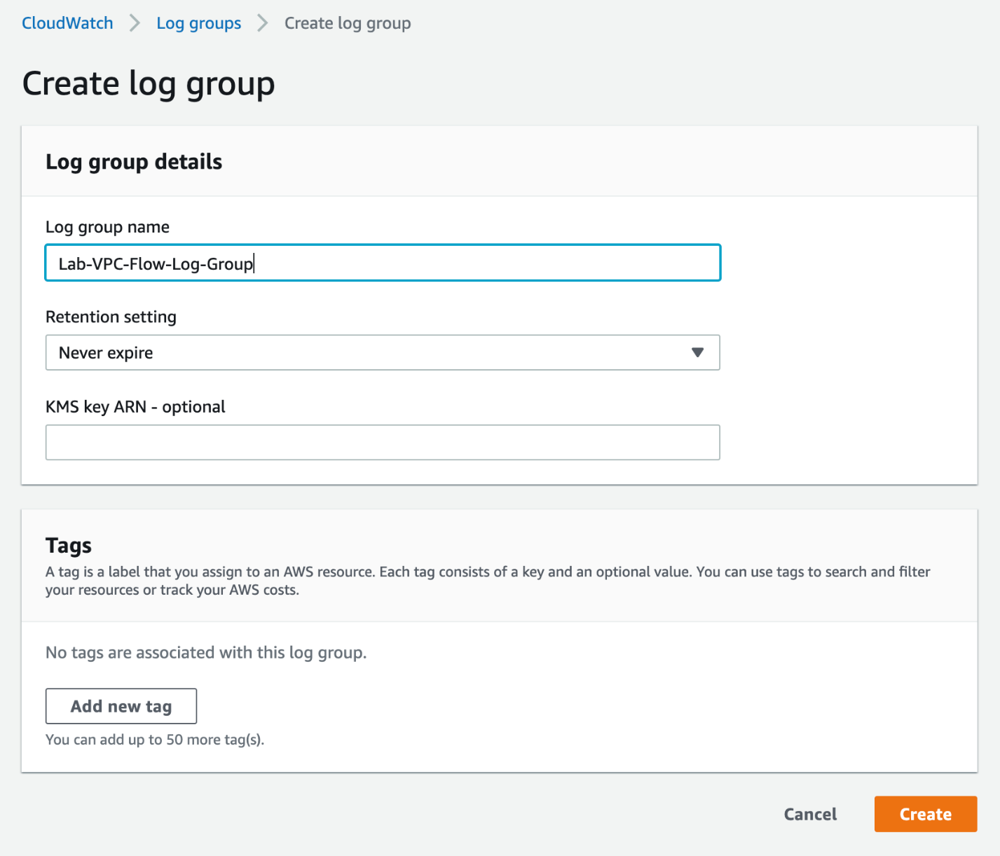 CloudWatch > Log groups > Create log group
Create log group
Log group details
Log group name
Lab-VPC-Flow-Log-Group
Retention setting
Never expire
KMS key ARN - optional
Tags
A tag is a label that you assign to an AWS resource. Each tag consists of a key and an optional value. You can use tags to search and filter
your resources or track your AWS costs.
No tags are associated with this log group.
Add new tag
You can add up to 50 more tag(s).
Cancel Create